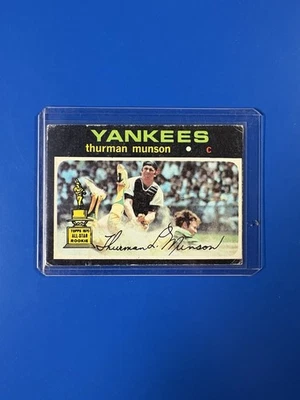 YANKEES
thurman munson • c
TOPPS 1970
ALL-STAR
ROOKIE
Thurman L. Munson